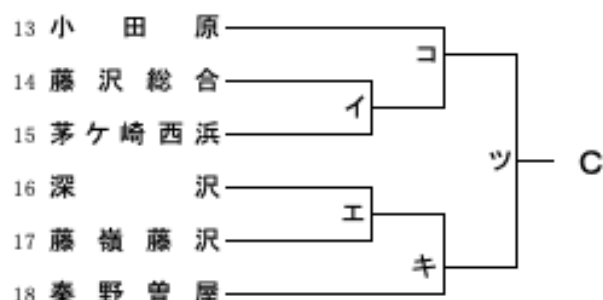 13 小田原
コ
14 藤沢総合
イ
15 茅ケ崎西浜
ツ C
16 深沢
エ
17 藤嶺藤沢
キ
18 秦野曽屋